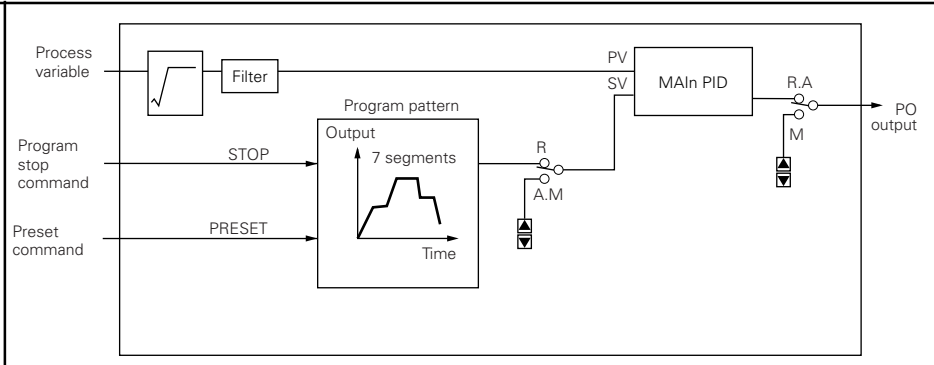 Process
variable
Filter
PV
SV
MAIn PID
R.A
M
PO
output
Program pattern
Output
7 segments
Time
Program
stop
command
STOP
R
A.M
Preset
command
PRESET